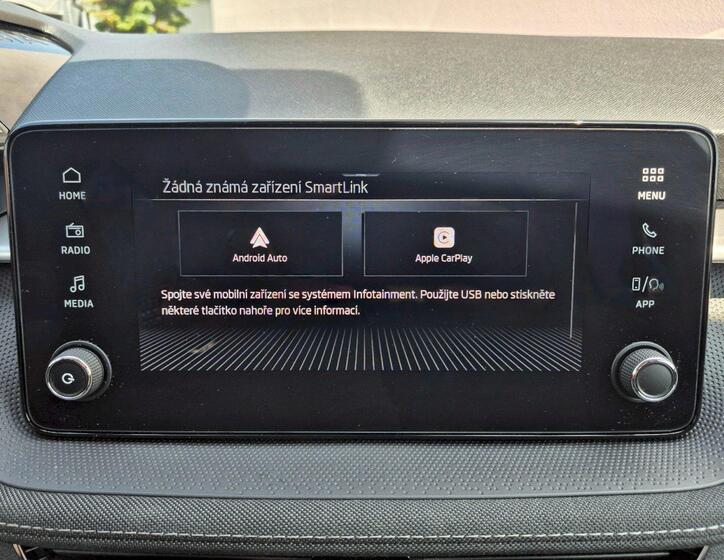 Žádná známá zařízení SmartLink
HOME
RADIO
MEDIA
Android Auto
Apple CarPlay
Spojte své mobilní zařízení se systémem Infotainment. Použijte USB nebo stiskněte
některé tlačítko nahoře pro více informací.
MENU
PHONE
APP